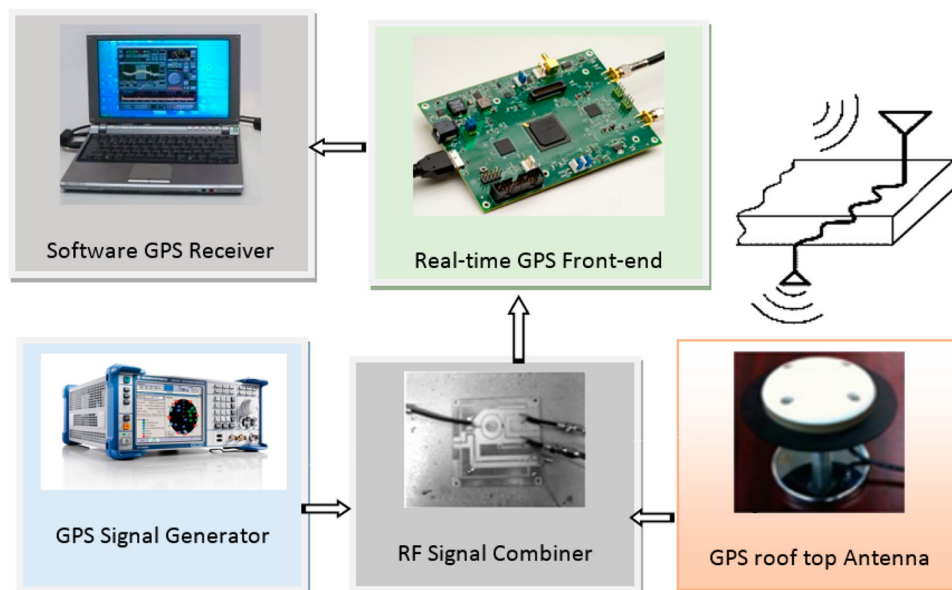 Software GPS Receiver
Real-time GPS Front-end
GPS Signal Generator
RF Signal Combiner
GPS roof top Antenna